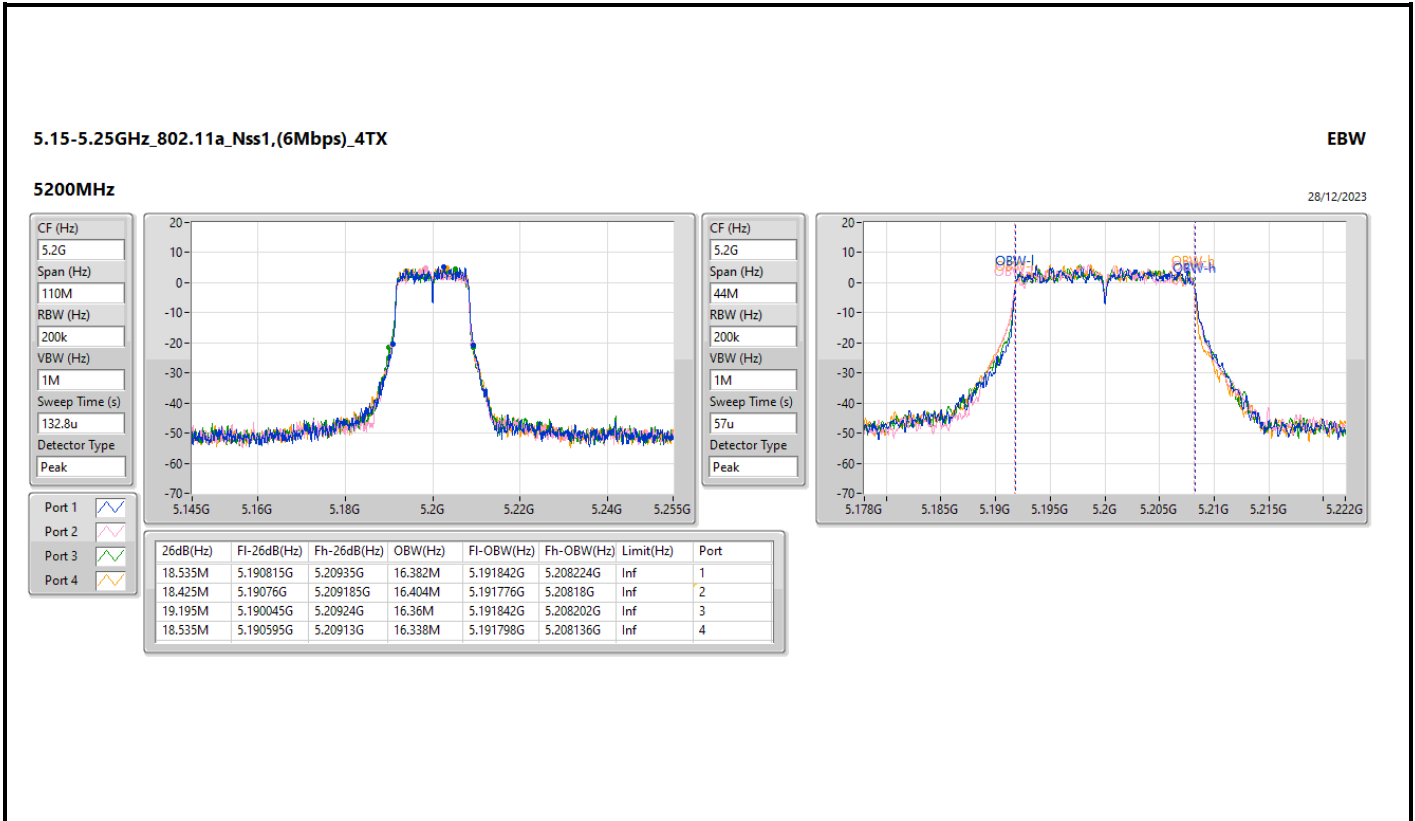 5.15-5.25GHz_802.11a_Nss1,(6Mbps)_4TX
EBW
5200MHz
28/12/2023
CF (Hz)
5.2G
Span (Hz)
110M
RBW (Hz)
200k
VBW (Hz)
1M
Sweep Time (s)
132.8u
Detector Type
Peak
20
10
0
-10
-20
-30
-40
-50
-60
-70
5.145G 5.16G 5.18G 5.2G 5.22G 5.24G 5.255G
CF (Hz)
5.2G
Span (Hz)
44M
RBW (Hz)
200k
VBW (Hz)
1M
Sweep Time (s)
57u
Detector Type
Peak
20
10
0
-10
-20
-30
-40
-50
-60
-70
OBW-l
OBW-h
OBW-h
5.178G 5.185G 5.19G 5.195G 5.2G 5.205G 5.21G 5.215G 5.222G
Port 1
Port 2
Port 3
Port 4
26dB(Hz) Fl-26dB(Hz) Fh-26dB(Hz) OBW(Hz) Fl-OBW(Hz) Fh-OBW(Hz) Limit(Hz) Port
18.535M 5.190815G 5.20935G 16.382M 5.191842G 5.208224G Inf 1
18.425M 5.19076G 5.209185G 16.404M 5.191776G 5.20818G Inf 2
19.195M 5.190045G 5.20924G 16.36M 5.191842G 5.208202G Inf 3
18.535M 5.190595G 5.20913G 16.338M 5.191798G 5.208136G Inf 4